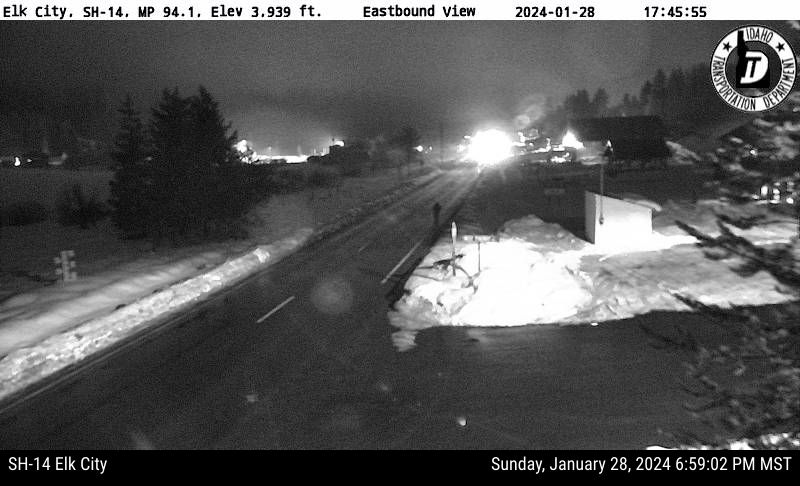 Elk City, SH-14, MP 94.1, Elev 3,939 ft. Eastbound View 2024-01-28 17:45:55
IDAHO
TRANSPORTATION DEPARTMENT
SH-14 Elk City Sunday, January 28, 2024 6:59:02 PM MST